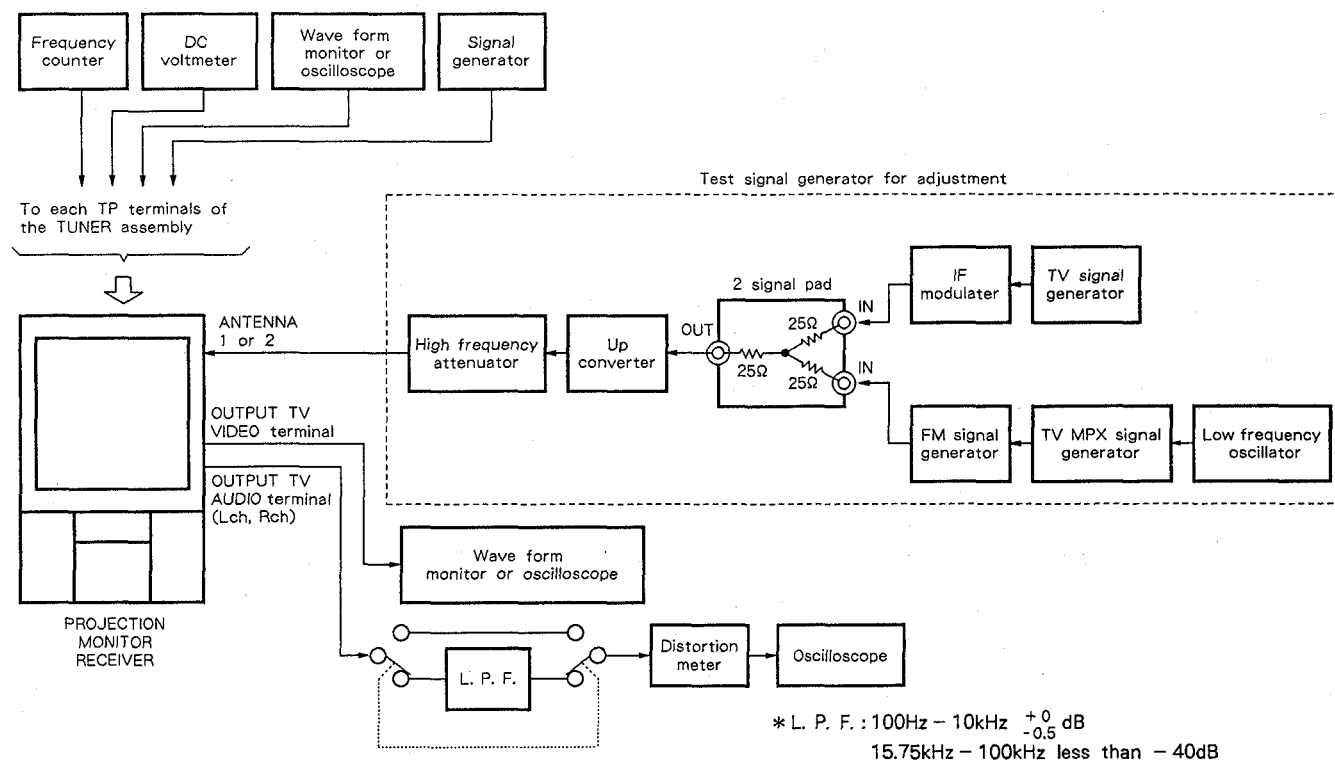 Frequency
counter
DC
voltmeter
Wave form
monitor or
oscilloscope
Signal
generator
To each TP terminals of
the TUNER assembly
Test signal generator for adjustment
ANTENNA
1 or 2
High frequency
attenuator
Up
converter
2 signal pad
OUT
25Ω
25Ω
25Ω
IN
IN
IF
modulater
TV signal
generator
FM signal
generator
TV MPX signal
generator
Low frequency
oscillator
OUTPUT TV
VIDEO terminal
OUTPUT TV
AUDIO terminal
(Lch, Rch)
Wave form
monitor or oscilloscope
PROJECTION
MONITOR
RECEIVER
L. P. F.
Distortion
meter
Oscilloscope
* L. P. F. : 100Hz – 10kHz +0 -0.5 dB
15.75kHz – 100kHz less than – 40dB